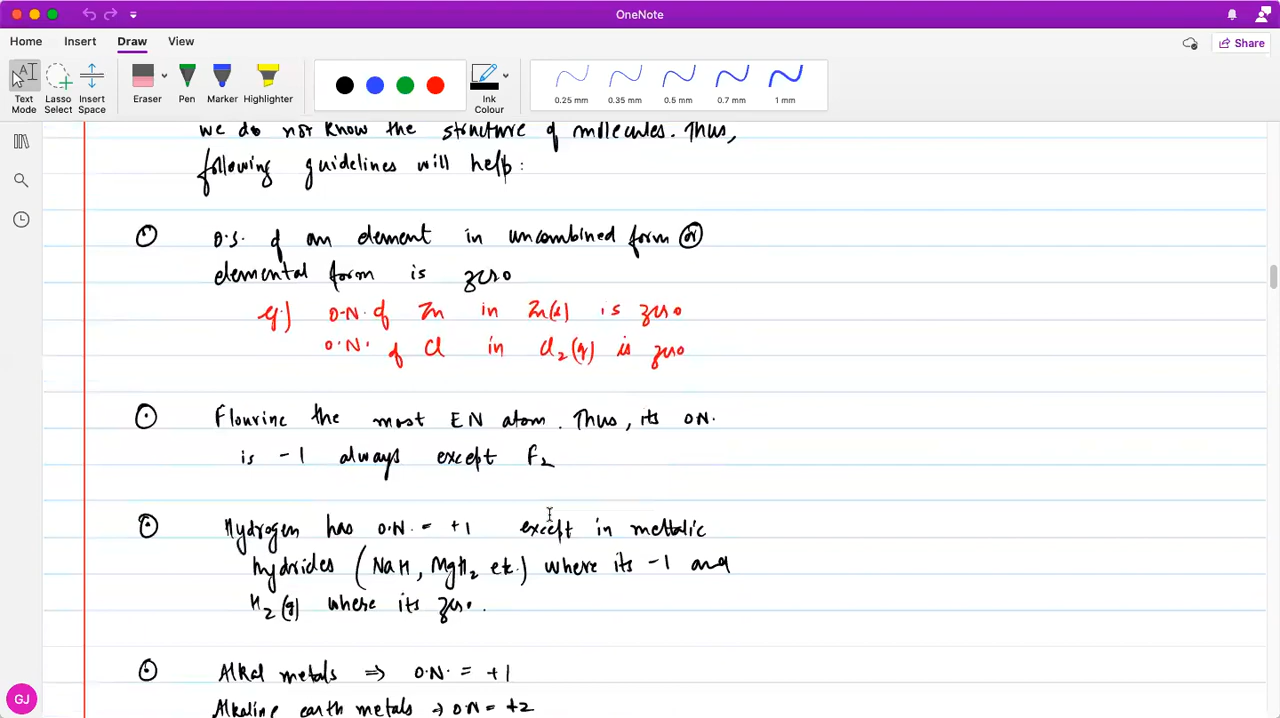 OneNote
Home Insert Draw View
Share
Text Mode
Lasso Select
Insert Space
Eraser
Pen
Marker
Highlighter
Ink Colour
0.25 mm
0.35 mm
0.5 mm
0.7 mm
1 mm
we do not know the structure of molecules. Thus,
following guidelines will help:
O.S. of an element in uncombined form or
elemental form is zero
eg.) O.N. of Zn in Zn(s) is zero
O.N. of Cl in Cl2(g) is zero
Flourine the most EN atom. Thus, its ON.
is -1 always except F2
Hydrogen has O.N. = +1 except in mettalic
hydrides (NaH, MgH2 etc.) where its -1 and
H2(g) where its zero.
Alkal metals => O.N. = +1
Alkaline earth metals => ON = +2
GJ